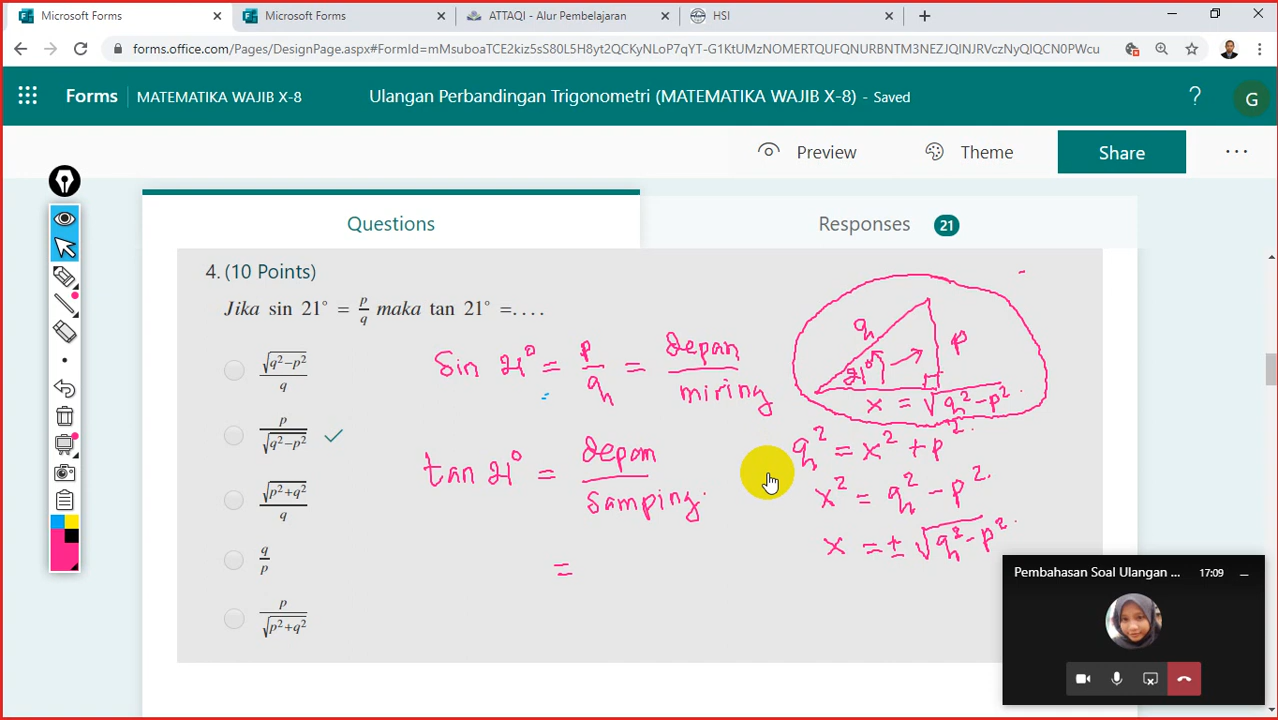 Microsoft Forms
Microsoft Forms
ATTAQI - Alur Pembelajaran
HSI
forms.office.com/Pages/DesignPage.aspx#FormId=mMsuboaTCE2kiz5sS80L5H8yt2QCKyNLoP7qYT-G1KtUMzNOMERTQUFQNURBNTM3NEZJQlNJRVczNyQlQCN0PWcu
Forms
MATEMATIKA WAJIB X-8
Ulangan Perbandingan Trigonometri (MATEMATIKA WAJIB X-8) - Saved
?
G
Preview
Theme
Share
...
Questions
Responses 21
4. (10 Points)
Jika sin 21° = p/q maka tan 21° =....
√(q²−p²)/q
p/√(q²−p²)
√(p²+q²)/q
q/p
p/√(p²+q²)
sin 21° = p/q = depan/miring
tan 21° = depan/samping
=
q
p
21°
x = √(q²−p²)
q² = x² + p²
x² = q² − p²
x = ± √(q²−p²)
Pembahasan Soal Ulangan ... 17:09